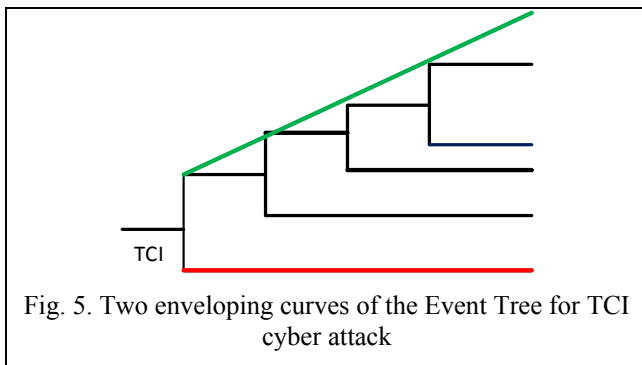 TCI
Fig. 5. Two enveloping curves of the Event Tree for TCI
cyber attack